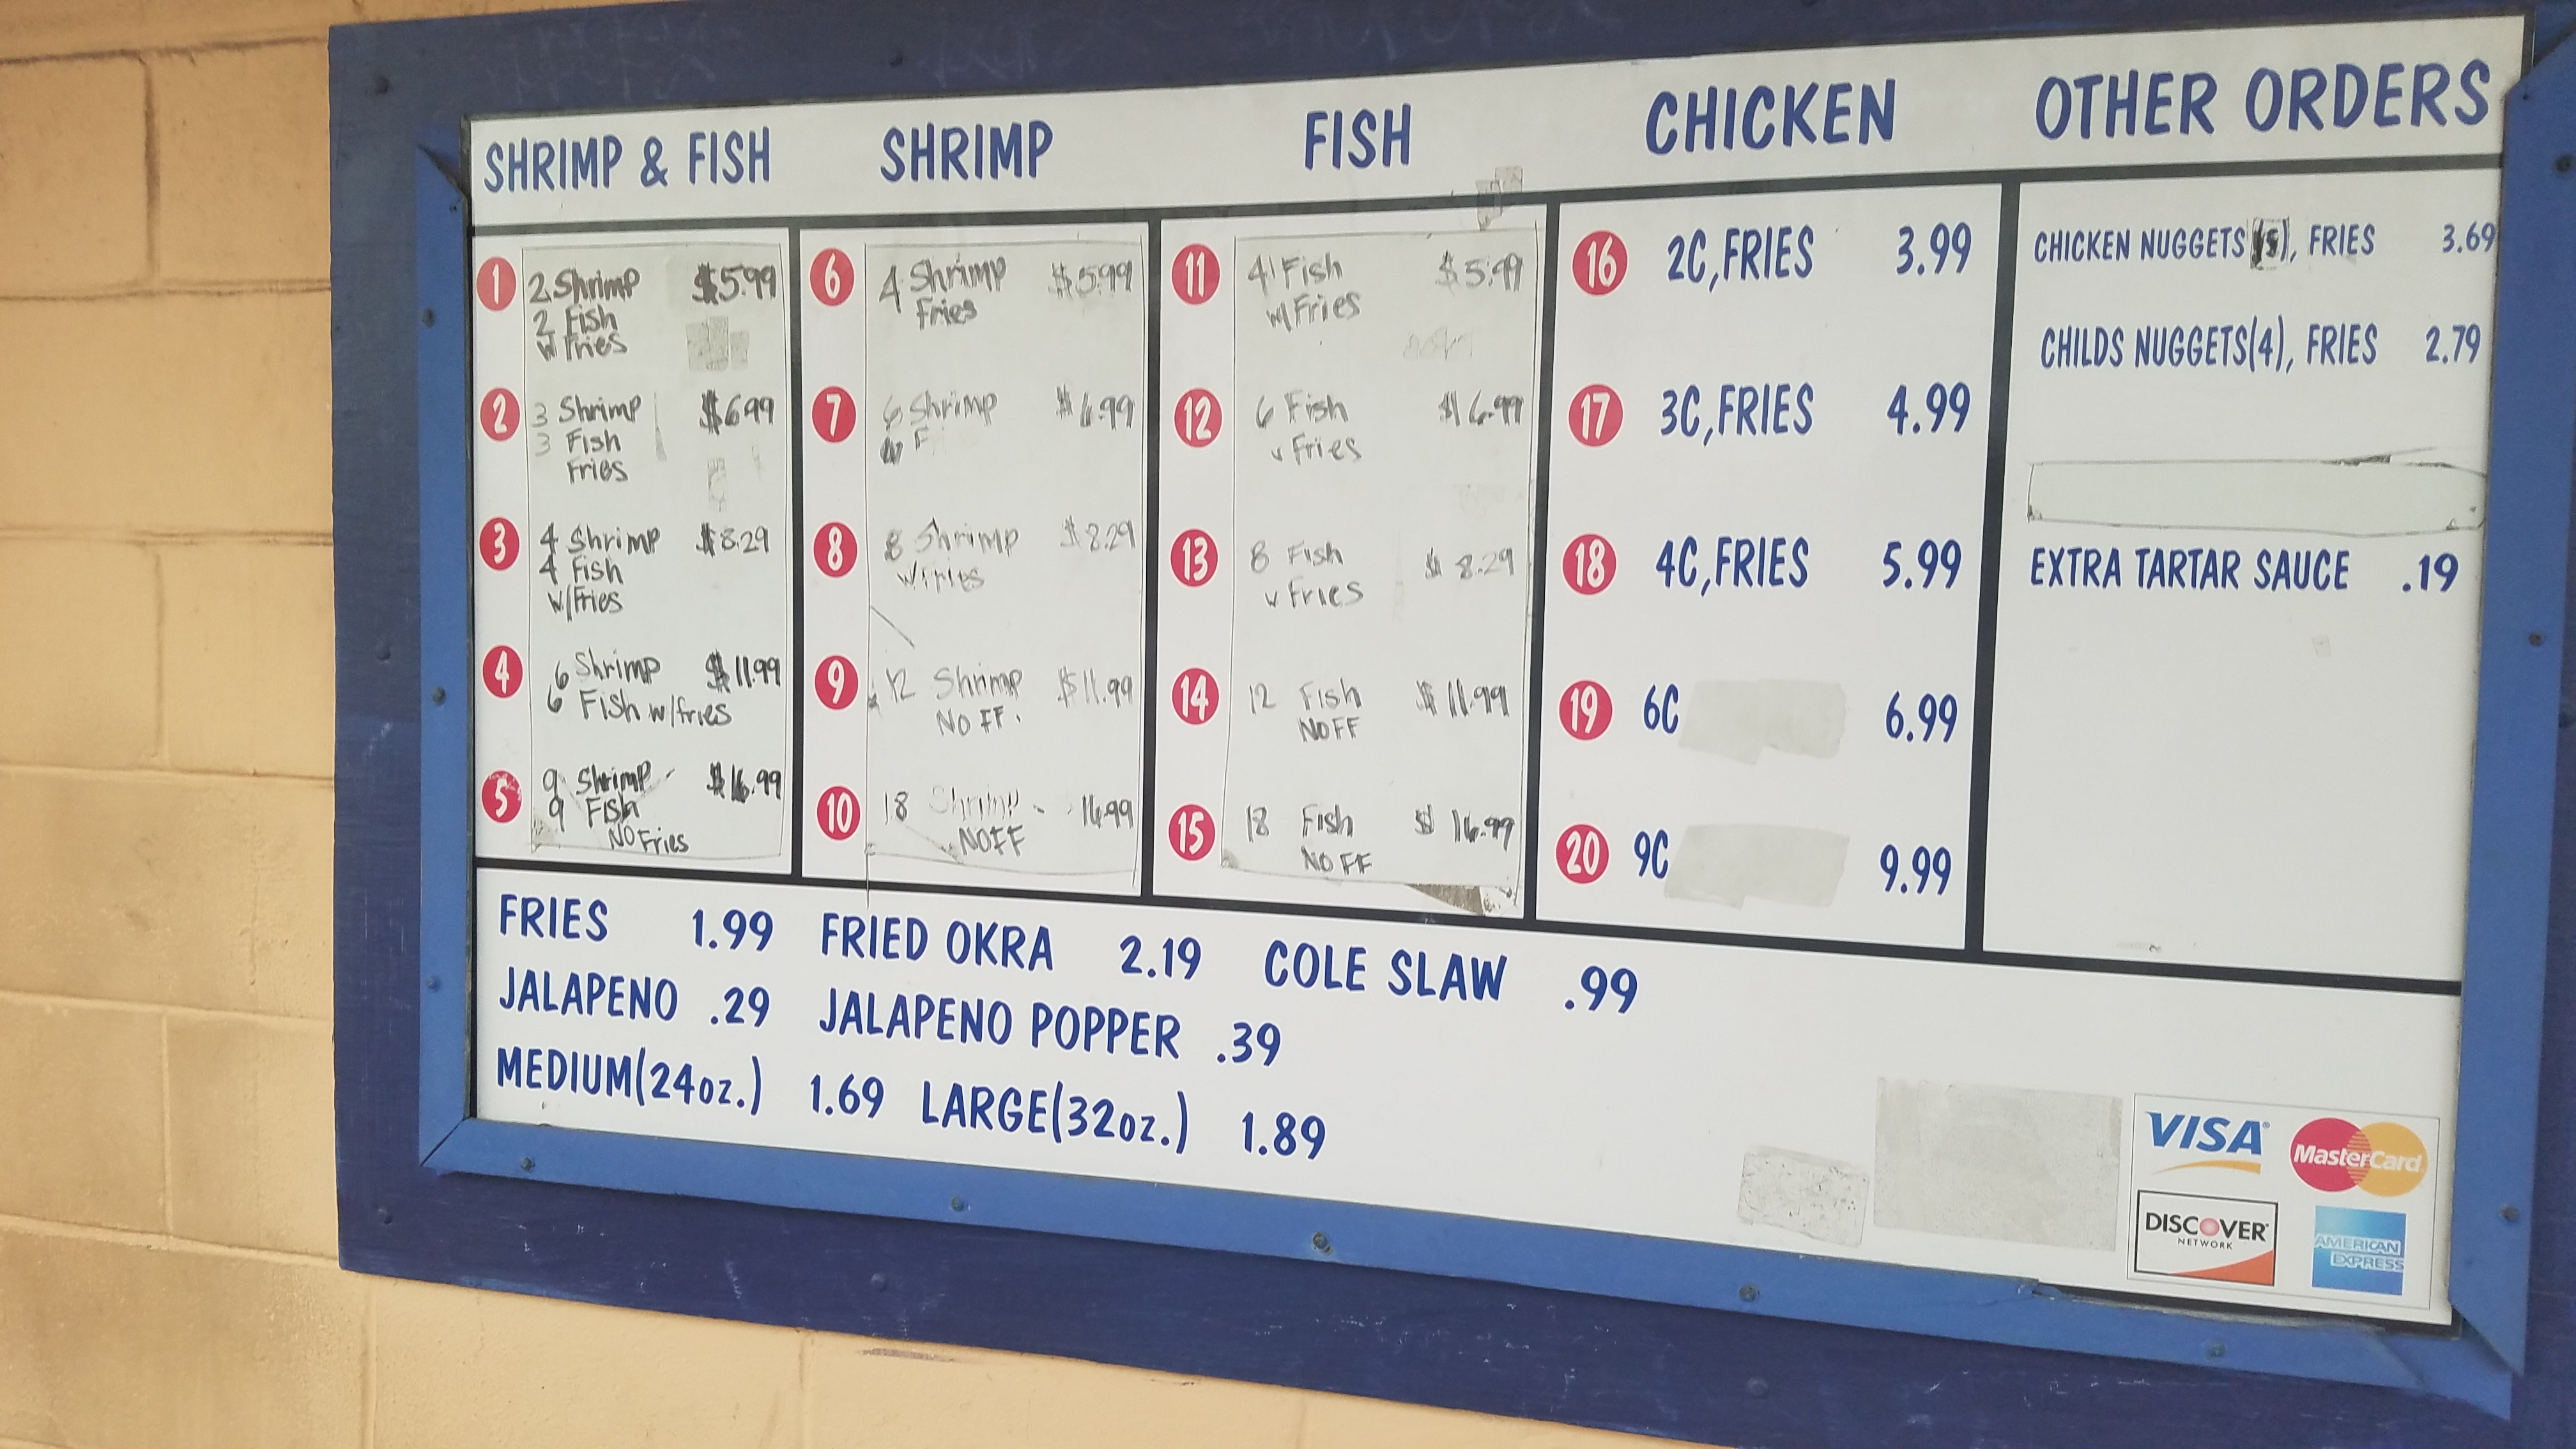 SHRIMP & FISH
1 2 Shrimp $5.99
2 Fish
w Fries
2 3 Shrimp $6.99
3 Fish
Fries
3 4 Shrimp $8.29
4 Fish
w/Fries
4 6 Shrimp $11.99
6 Fish w/fries
5 9 Shrimp $16.99
9 Fish
NO Fries
SHRIMP
6 4 Shrimp $5.99
Fries
7 6 Shrimp $6.99
w F
8 8 Shrimp $8.29
w Fries
9 12 Shrimp $11.99
NO FF.
10 18 Shrimp - 16.99
NO FF
FISH
11 4 Fish $5.99
w/Fries
12 6 Fish $6.99
Fries
13 8 Fish $8.29
Fries
14 12 Fish $11.99
NO FF
15 18 Fish $16.99
NO FF
CHICKEN
16 2C,FRIES 3.99
17 3C,FRIES 4.99
18 4C,FRIES 5.99
19 6C 6.99
20 9C 9.99
OTHER ORDERS
CHICKEN NUGGETS(5), FRIES 3.69
CHILDS NUGGETS(4), FRIES 2.79
EXTRA TARTAR SAUCE .19
FRIES 1.99 FRIED OKRA 2.19 COLE SLAW .99
JALAPENO .29 JALAPENO POPPER .39
MEDIUM(24oz.) 1.69 LARGE(32oz.) 1.89
VISA MasterCard
DISCOVER NETWORK AMERICAN EXPRESS